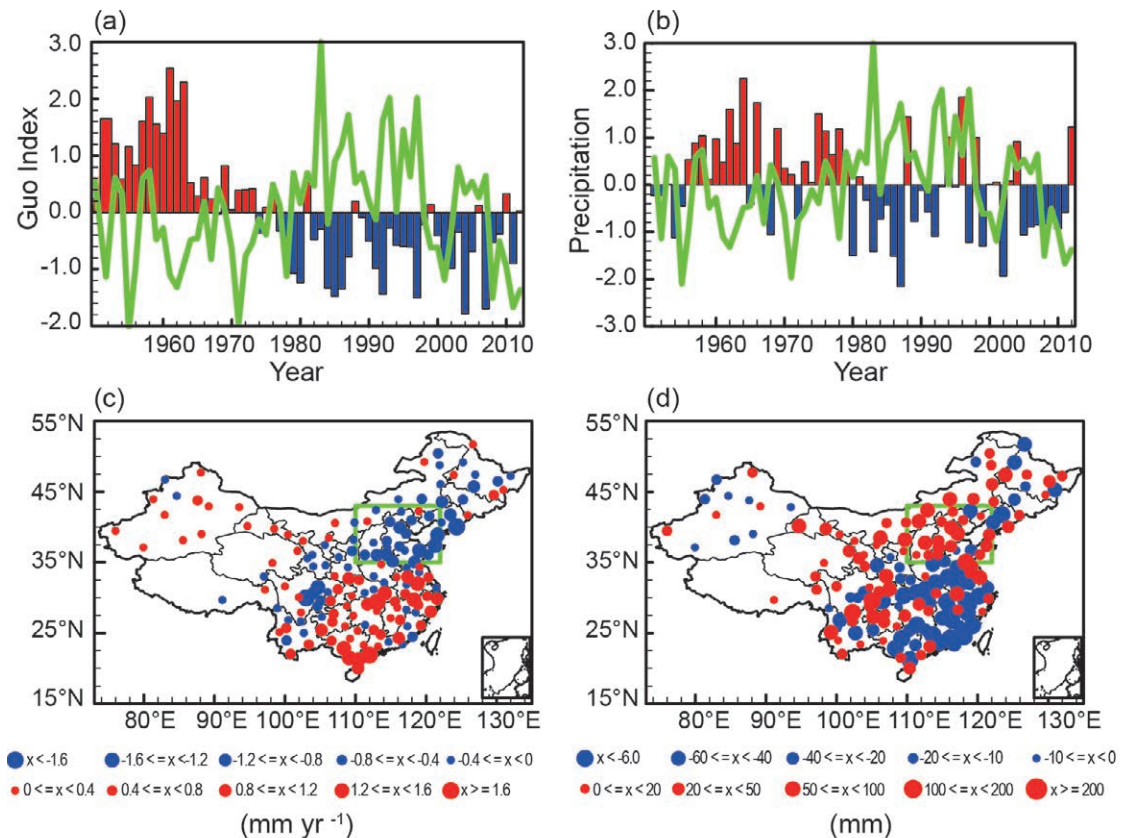 (a)
(b)
3.0
2.0
1.0
0.0
-1.0
-2.0
Guo Index
1960 1970 1980 1990 2000 2010
Year
3.0
2.0
1.0
0.0
-1.0
-2.0
-3.0
Precipitation
1960 1970 1980 1990 2000 2010
Year
(c)
(d)
55°N
45°N
35°N
25°N
15°N
80°E 90°E 100°E 110°E 120°E 130°E
55°N
45°N
35°N
25°N
15°N
80°E 90°E 100°E 110°E 120°E 130°E
x < -1.6 -1.6 <= x < -1.2 -1.2 <= x < -0.8 -0.8 <= x < -0.4 -0.4 <= x < 0
0 <= x < 0.4 0.4 <= x < 0.8 0.8 <= x < 1.2 1.2 <= x < 1.6 x >= 1.6
(mm yr -1)
x < -6.0 -60 <= x < -40 -40 <= x < -20 -20 <= x < -10 -10 <= x < 0
0 <= x < 20 20 <= x < 50 50 <= x < 100 100 <= x < 200 x >= 200
(mm)